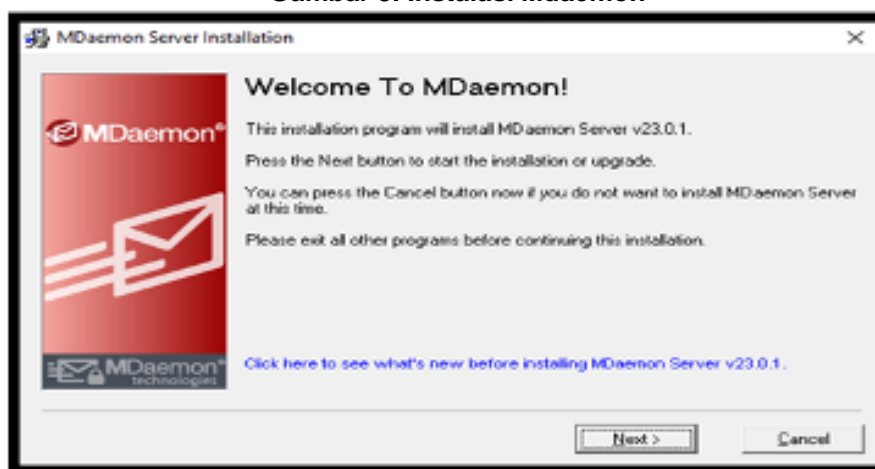 MDaemon Server Installation
Welcome To MDaemon!
MDaemon®
This installation program will install MDaemon Server v23.0.1.
Press the Next button to start the installation or upgrade.
You can press the Cancel button now if you do not want to install MDaemon Server
at this time.
Please exit all other programs before continuing this installation.
Click here to see what's new before installing MDaemon Server v23.0.1.
MDaemon®
technologies
Next >
Cancel